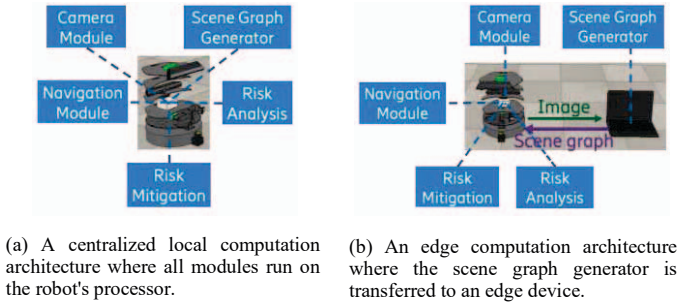 Camera
Module
Scene Graph
Generator
Navigation
Module
Risk
Analysis
Risk
Mitigation
(a) A centralized local computation
architecture where all modules run on
the robot's processor.
Camera
Module
Scene Graph
Generator
Navigation
Module
Image
Scene graph
Risk
Mitigation
Risk
Analysis
(b) An edge computation architecture
where the scene graph generator is
transferred to an edge device.